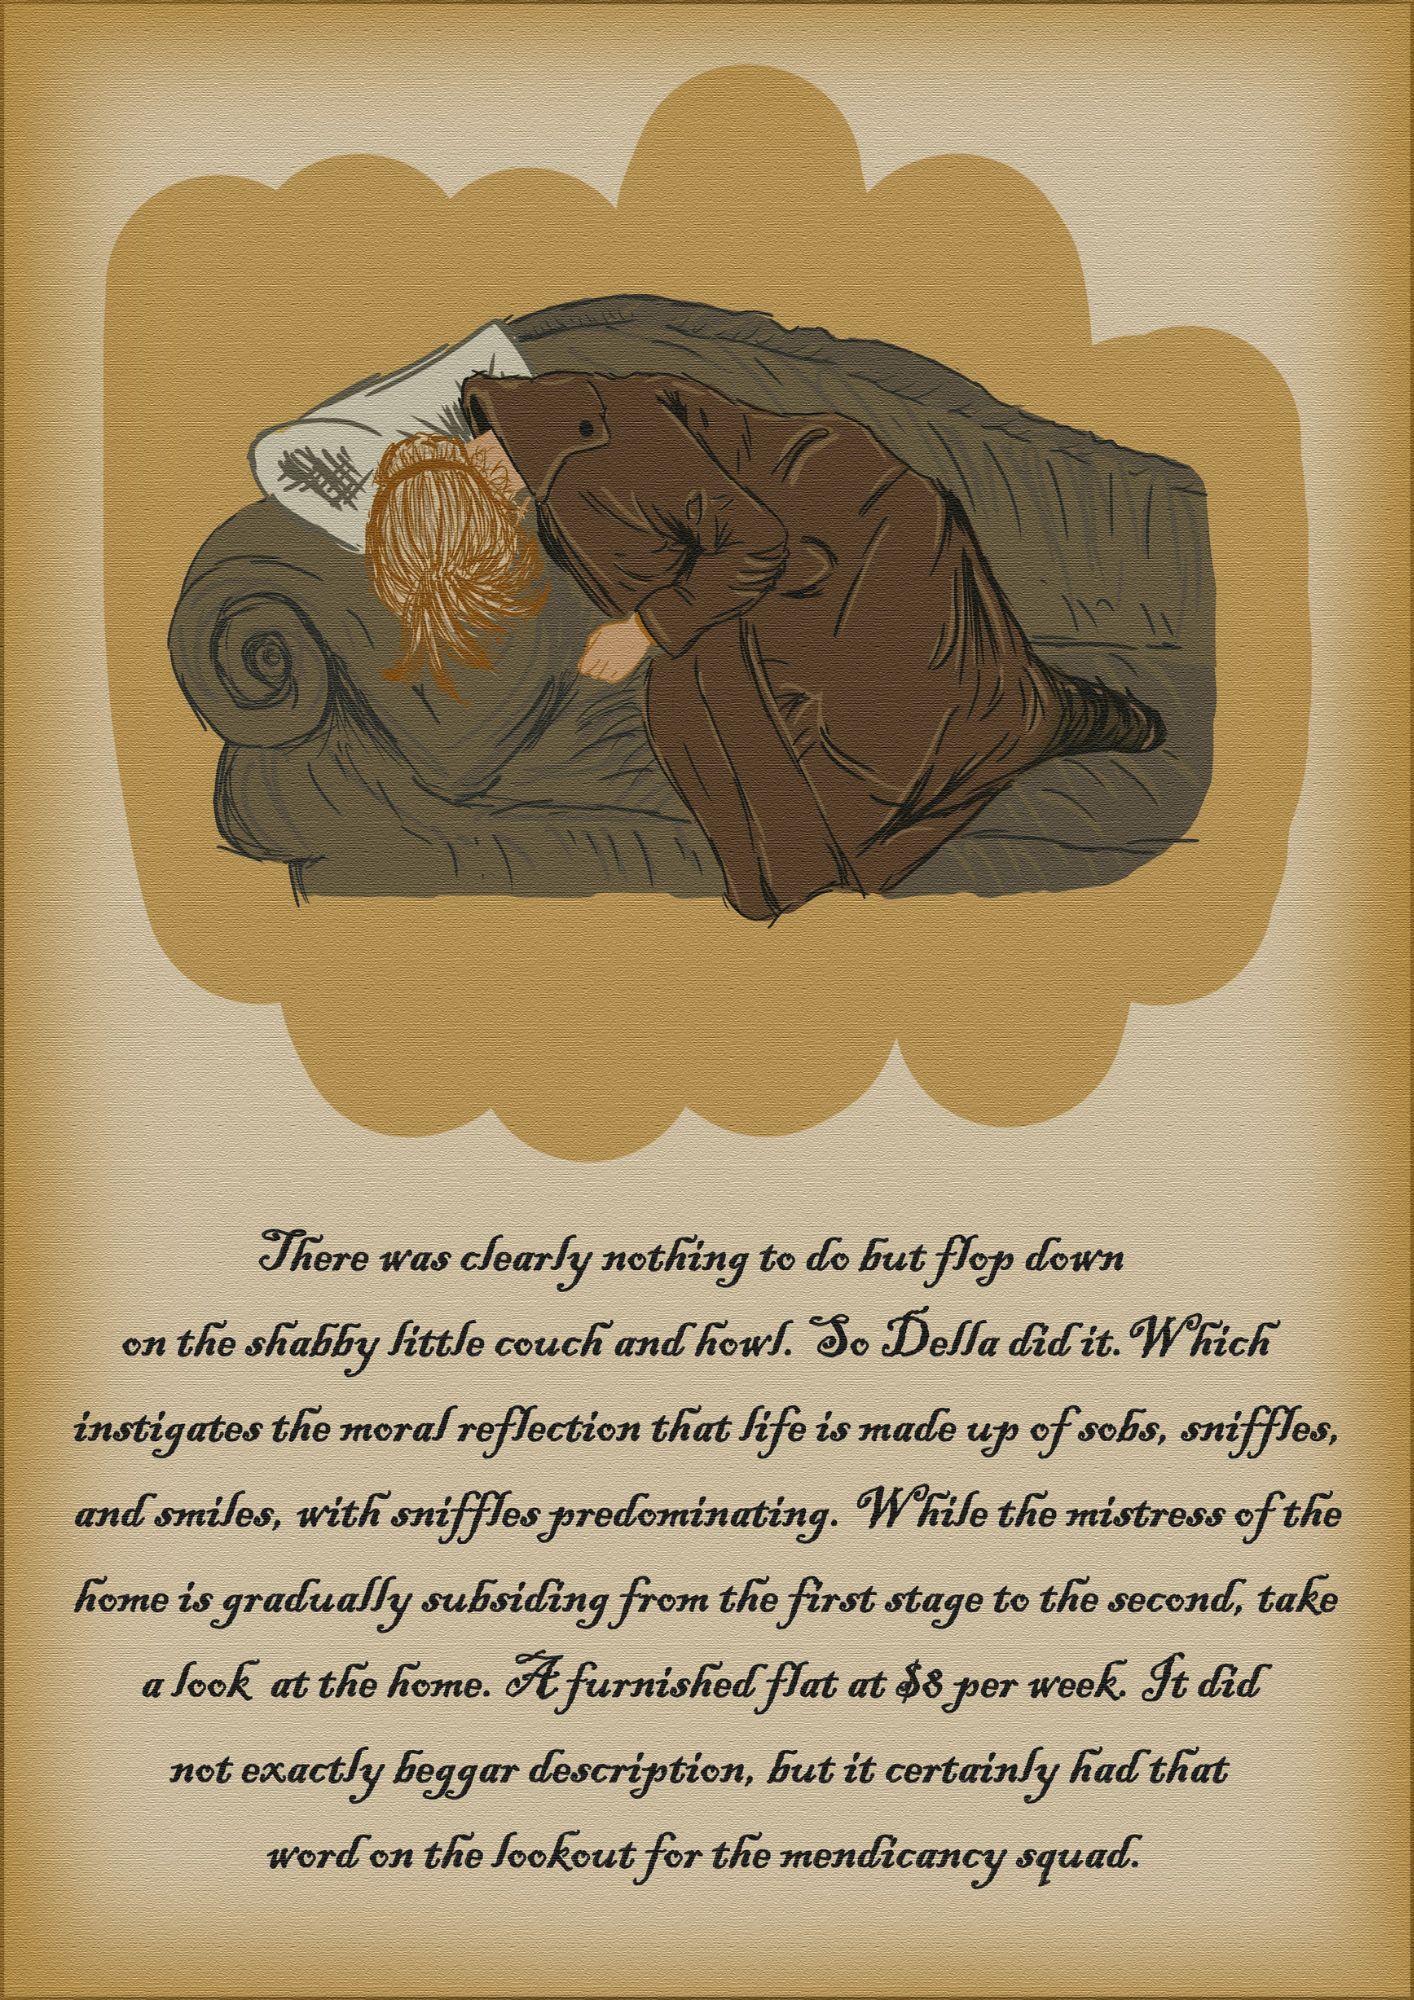 There was clearly nothing to do but flop down
on the shabby little couch and howl. So Della did it. Which
instigates the moral reflection that life is made up of sobs, sniffles,
and smiles, with sniffles predominating. While the mistress of the
home is gradually subsiding from the first stage to the second, take
a look at the home. A furnished flat at $8 per week. It did
not exactly beggar description, but it certainly had that
word on the lookout for the mendicancy squad.